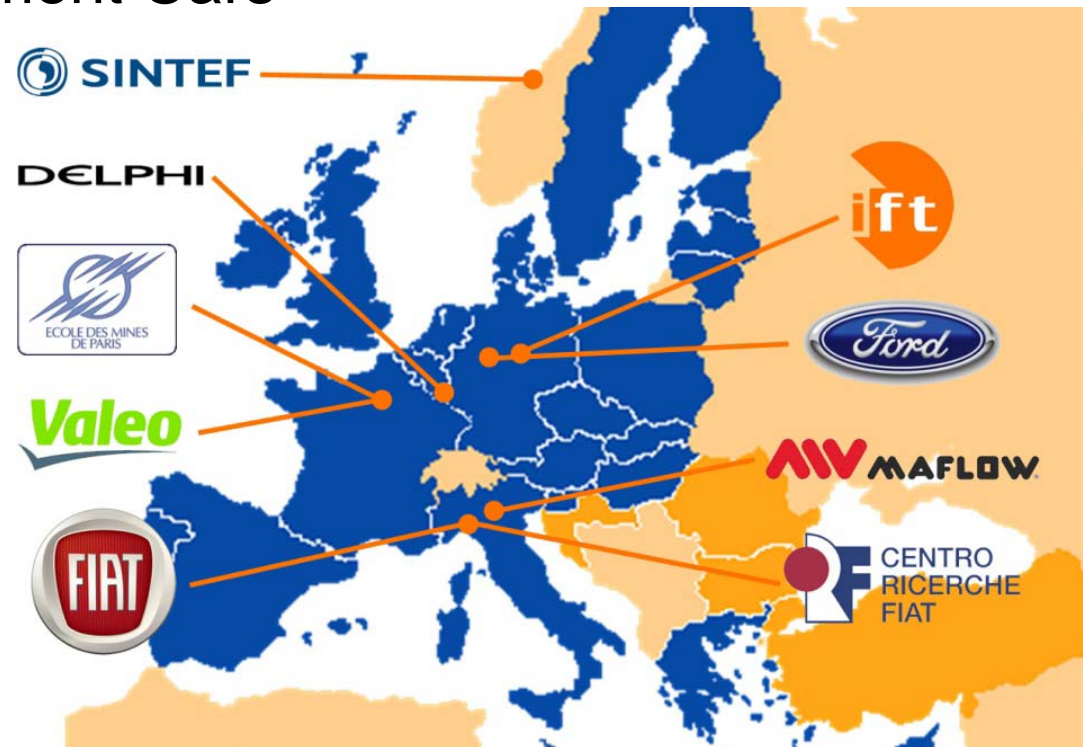 SINTEF
DELPHI
ift
ECOLE DES MINES
DE PARIS
Ford
Valeo
MAFLOW
FIAT
CENTRO
RICERCHE
FIAT